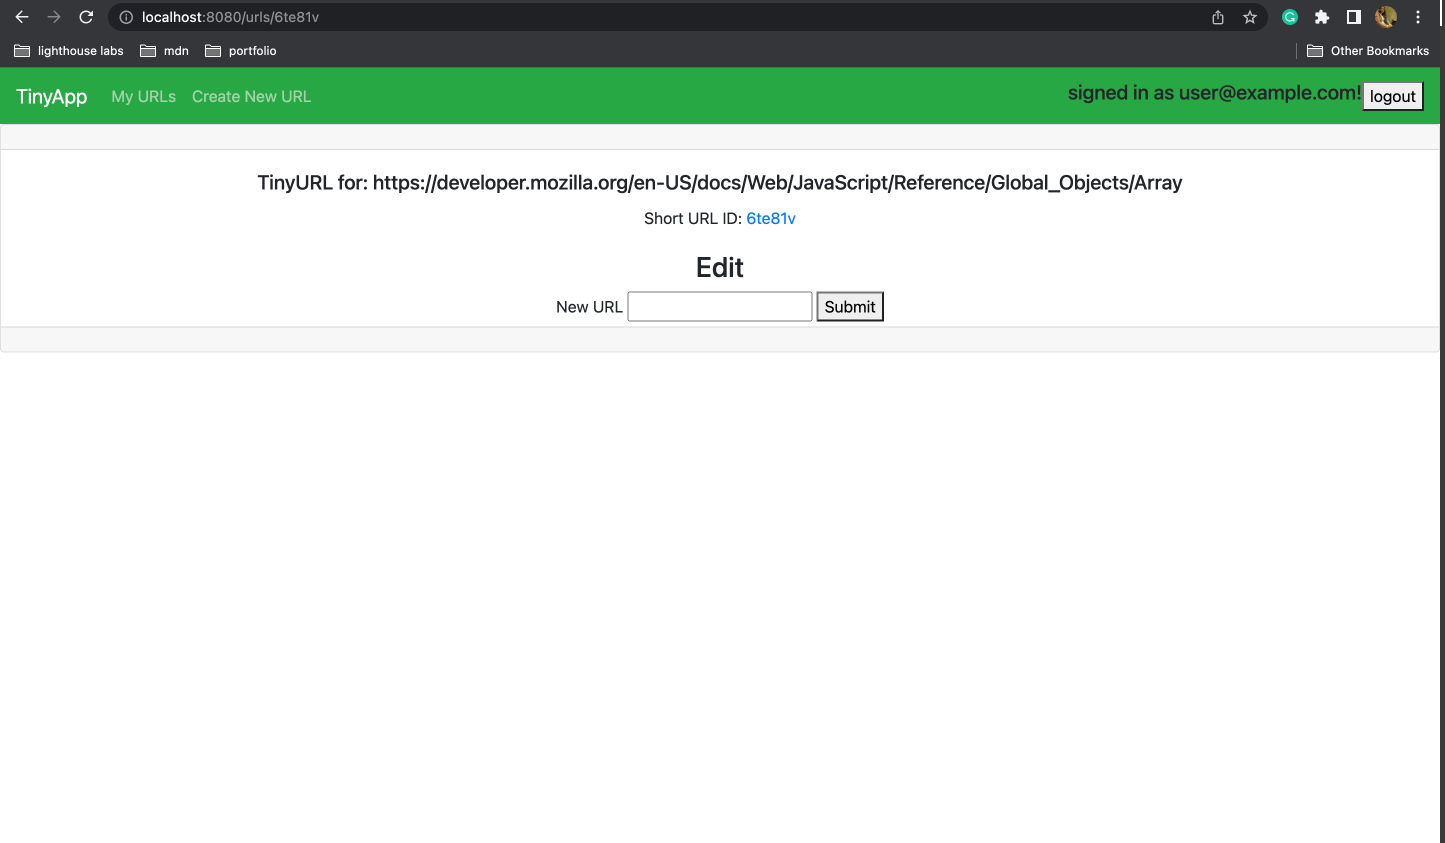 localhost:8080/urls/6te81v
lighthouse labs mdn portfolio Other Bookmarks
TinyApp My URLs Create New URL signed in as user@example.com! logout
TinyURL for: https://developer.mozilla.org/en-US/docs/Web/JavaScript/Reference/Global_Objects/Array
Short URL ID: 6te81v
Edit
New URL Submit